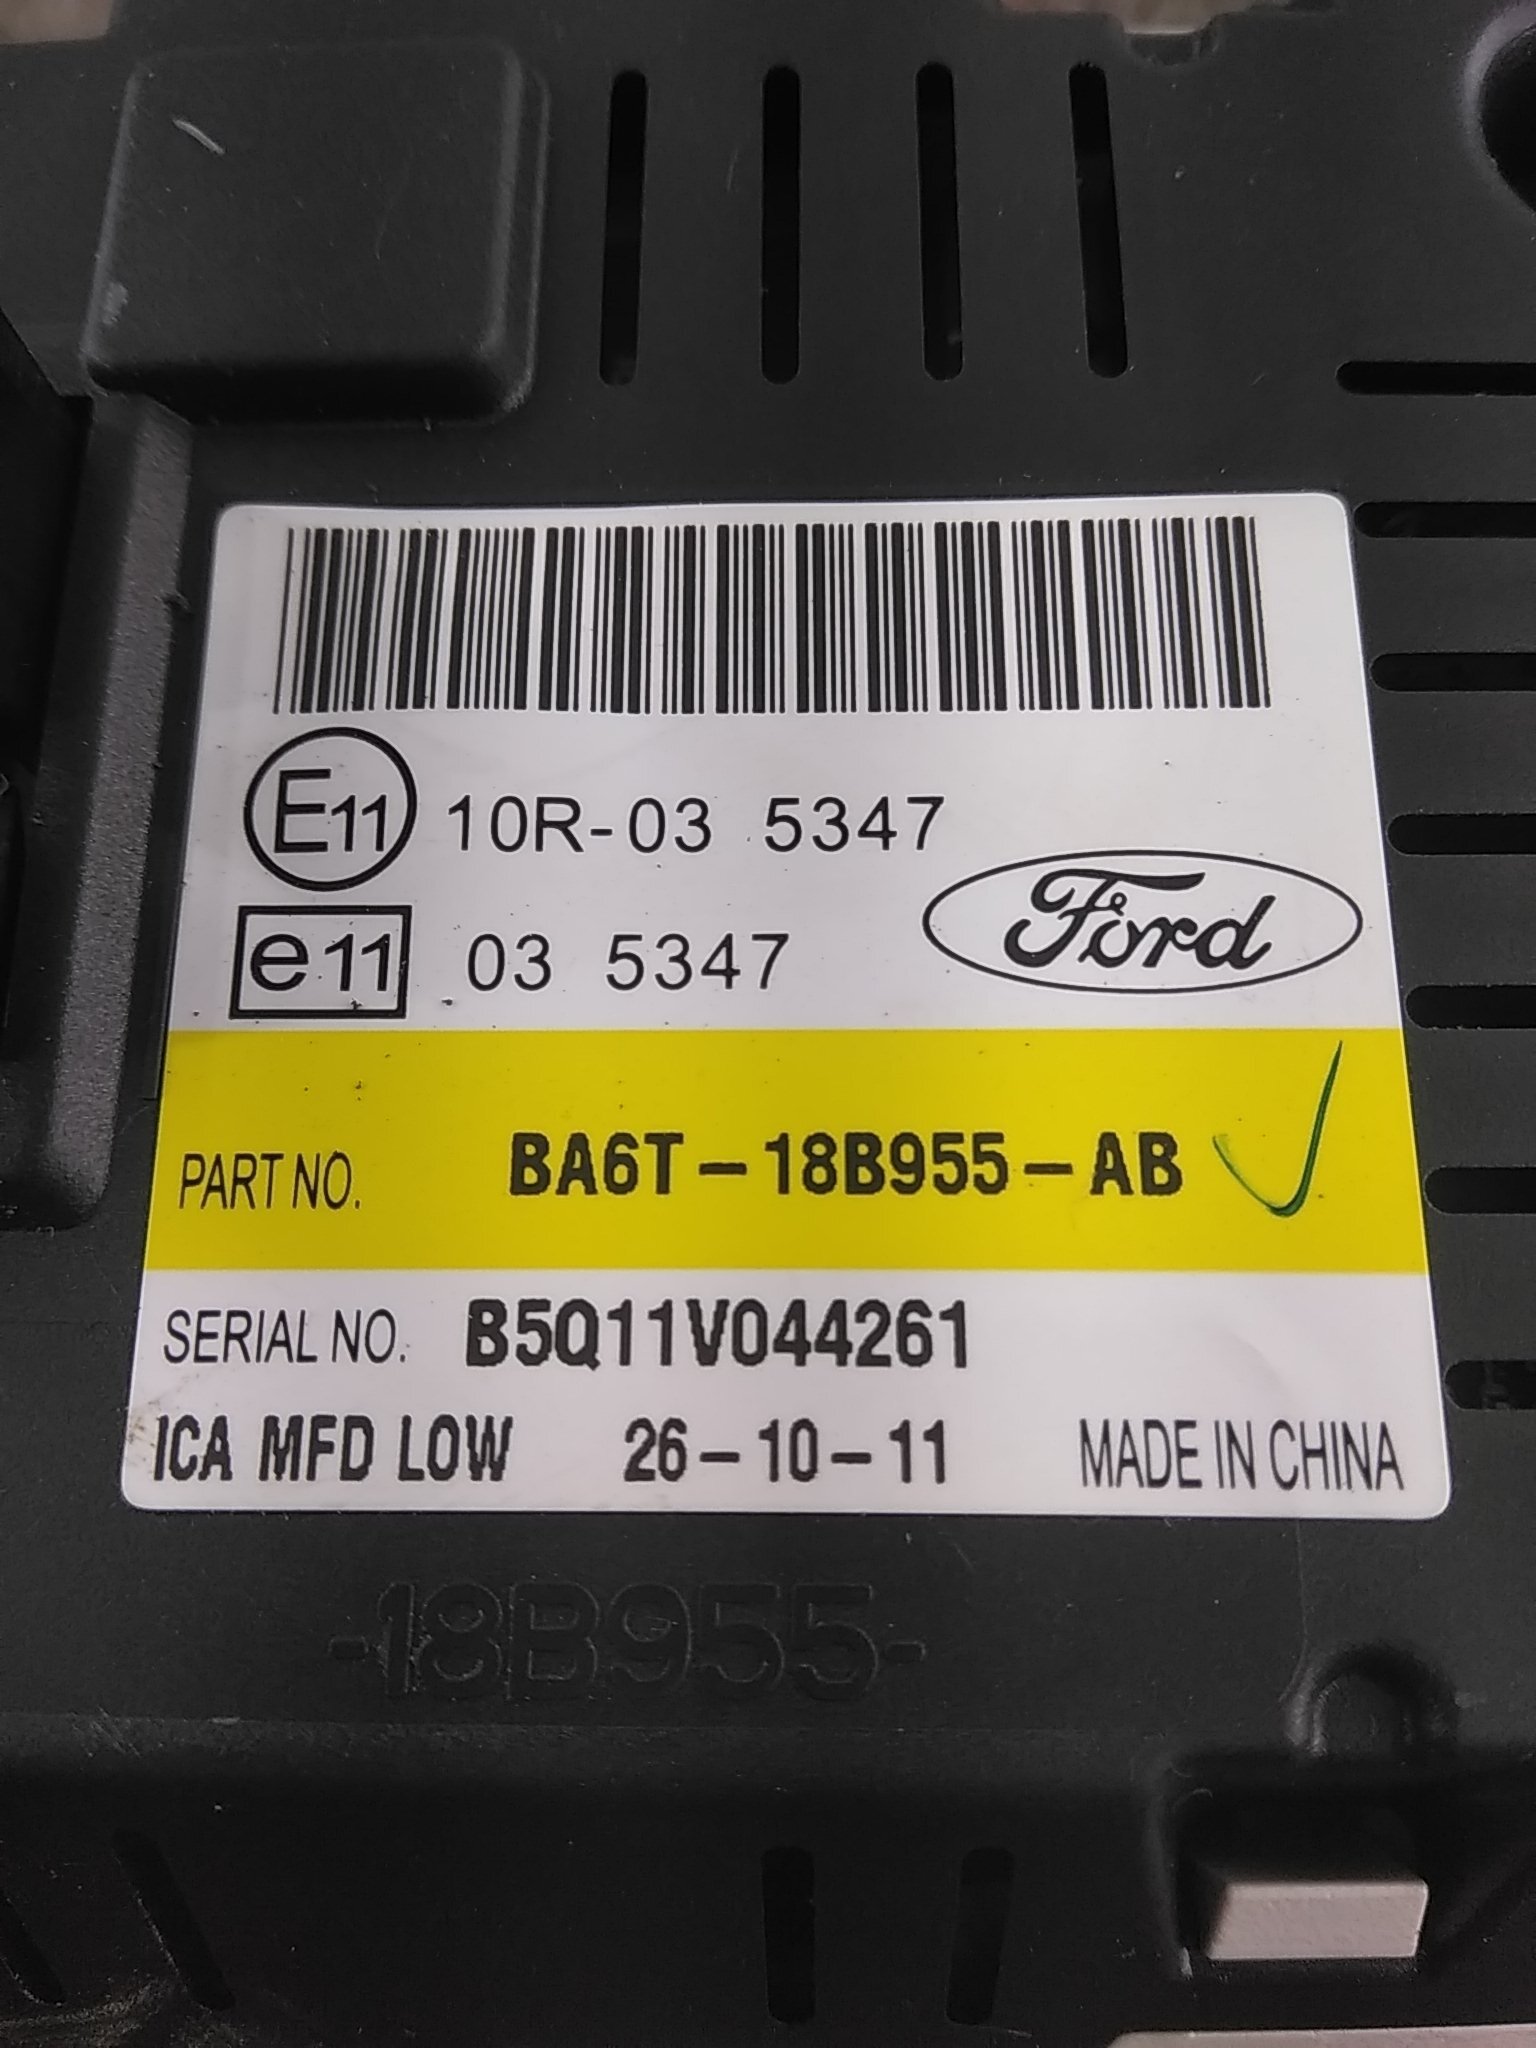 E11 10R-03 5347
Ford
e11 03 5347
PART NO. BA6T-18B955-AB
SERIAL NO. B5Q11V044261
ICA MFD LOW 26-10-11 MADE IN CHINA
-18B955-